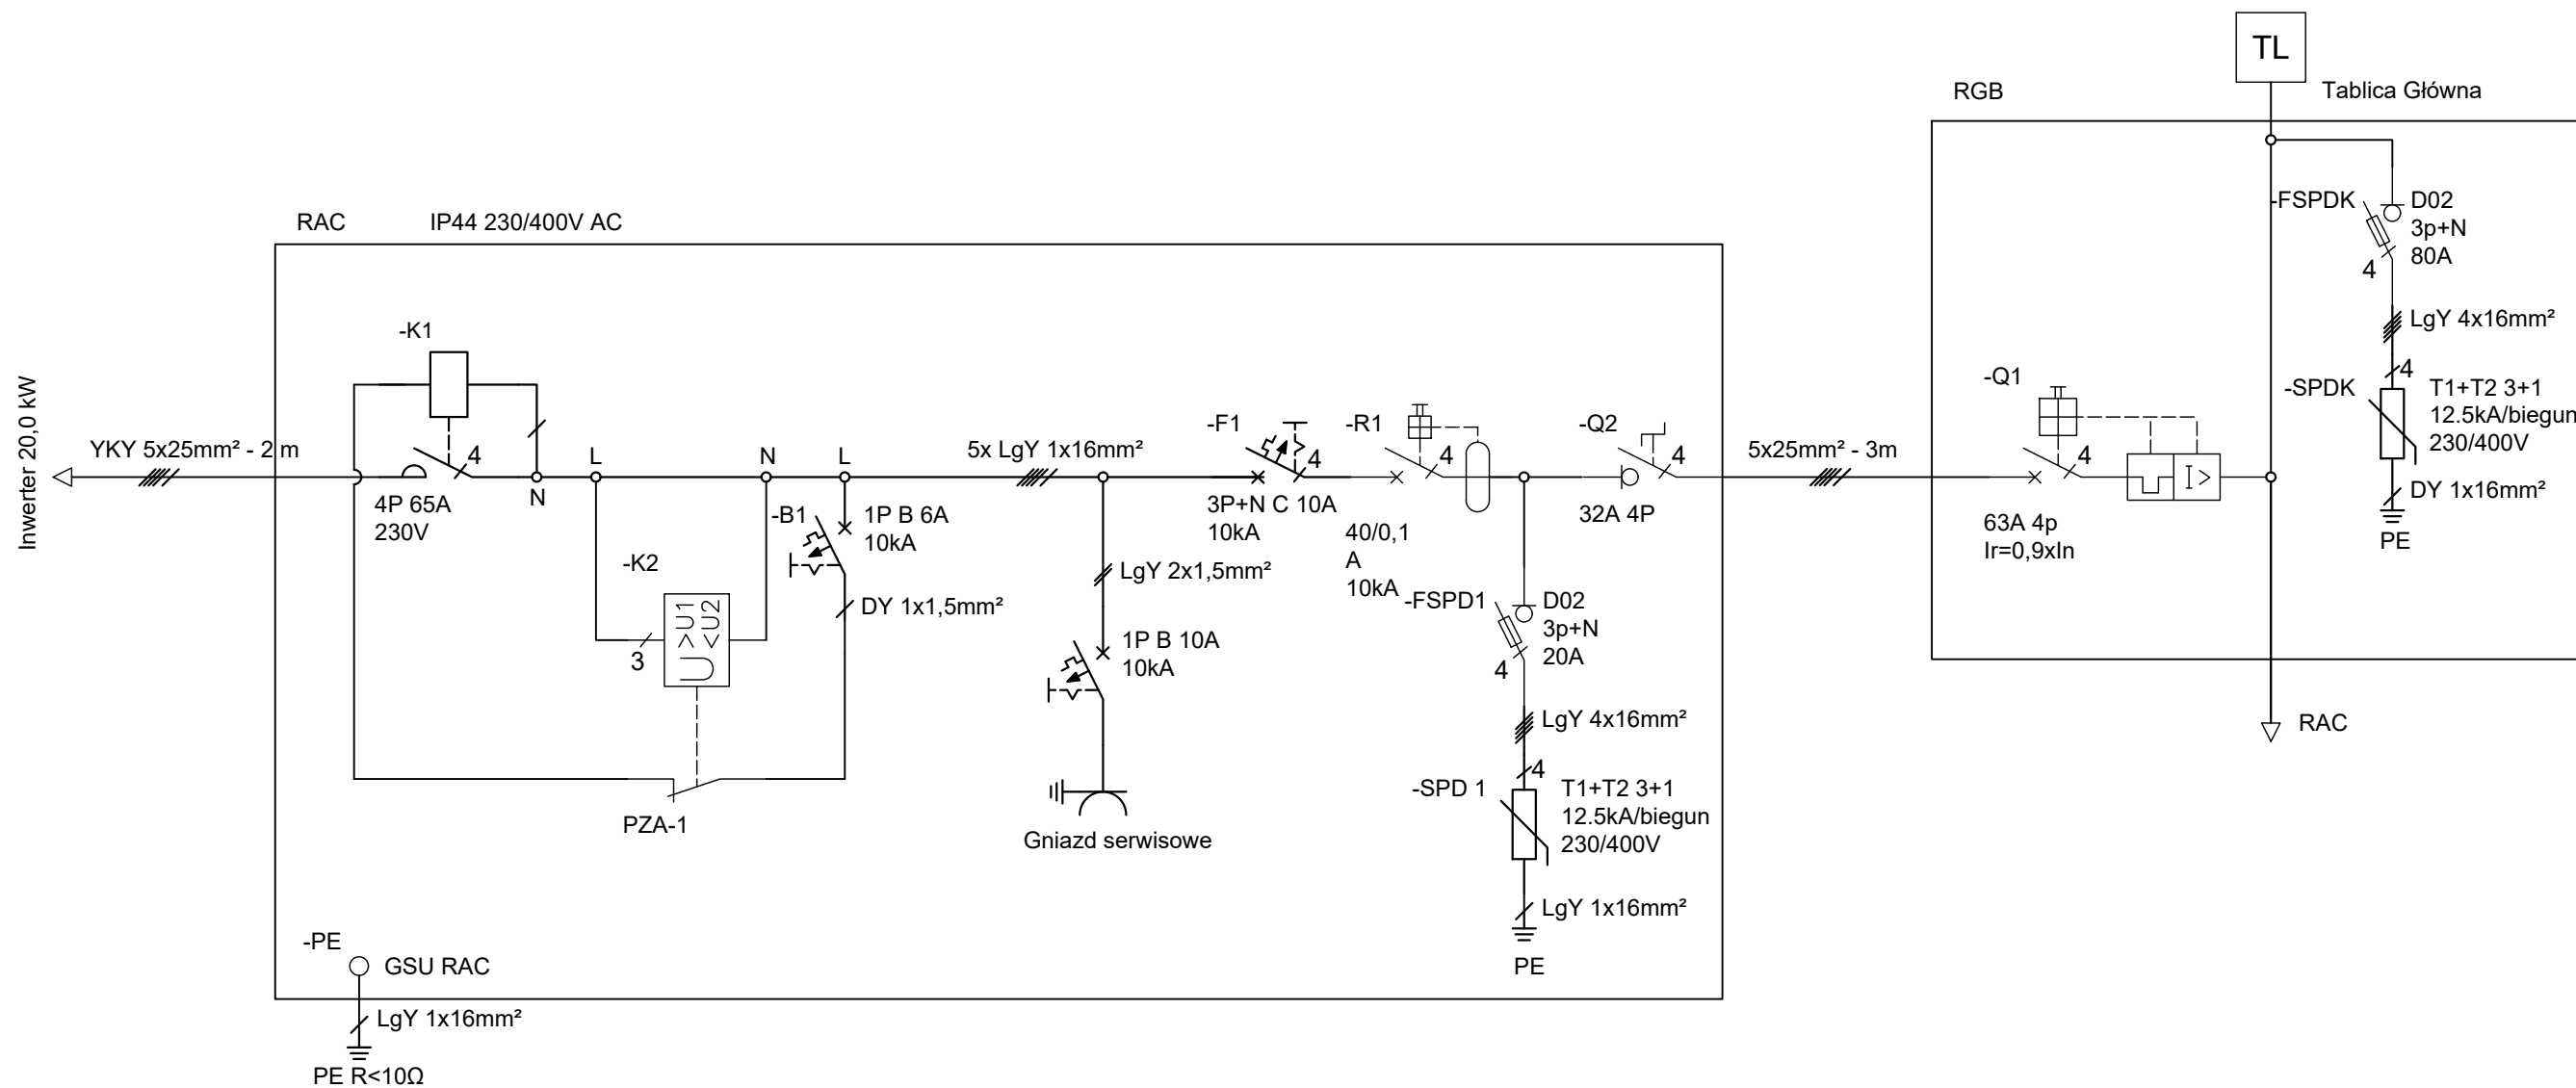 TL
Tablica Główna
RGB
-FSPDK
D02
3p+N
80A
4
LgY 4x16mm²
4
-SPDK
T1+T2 3+1
12.5kA/biegun
230/400V
DY 1x16mm²
PE
-Q1
4
I>
63A 4p
Ir=0,9xIn
RAC
RAC
IP44 230/400V AC
-K1
4
4P 65A
230V
Inwerter 20,0 kW
YKY 5x25mm² - 2 m
N
L
N
L
-K2
U >U1
<U2
3
PZA-1
-B1
1P B 6A
10kA
DY 1x1,5mm²
5x LgY 1x16mm²
LgY 2x1,5mm²
1P B 10A
10kA
Gniazd serwisowe
-F1
4
3P+N C 10A
10kA
-R1
4
40/0,1
A
10kA
-Q2
4
32A 4P
5x25mm² - 3m
-FSPD1
D02
3p+N
20A
4
LgY 4x16mm²
4
-SPD 1
T1+T2 3+1
12.5kA/biegun
230/400V
LgY 1x16mm²
PE
-PE
GSU RAC
LgY 1x16mm²
PE R<10Ω